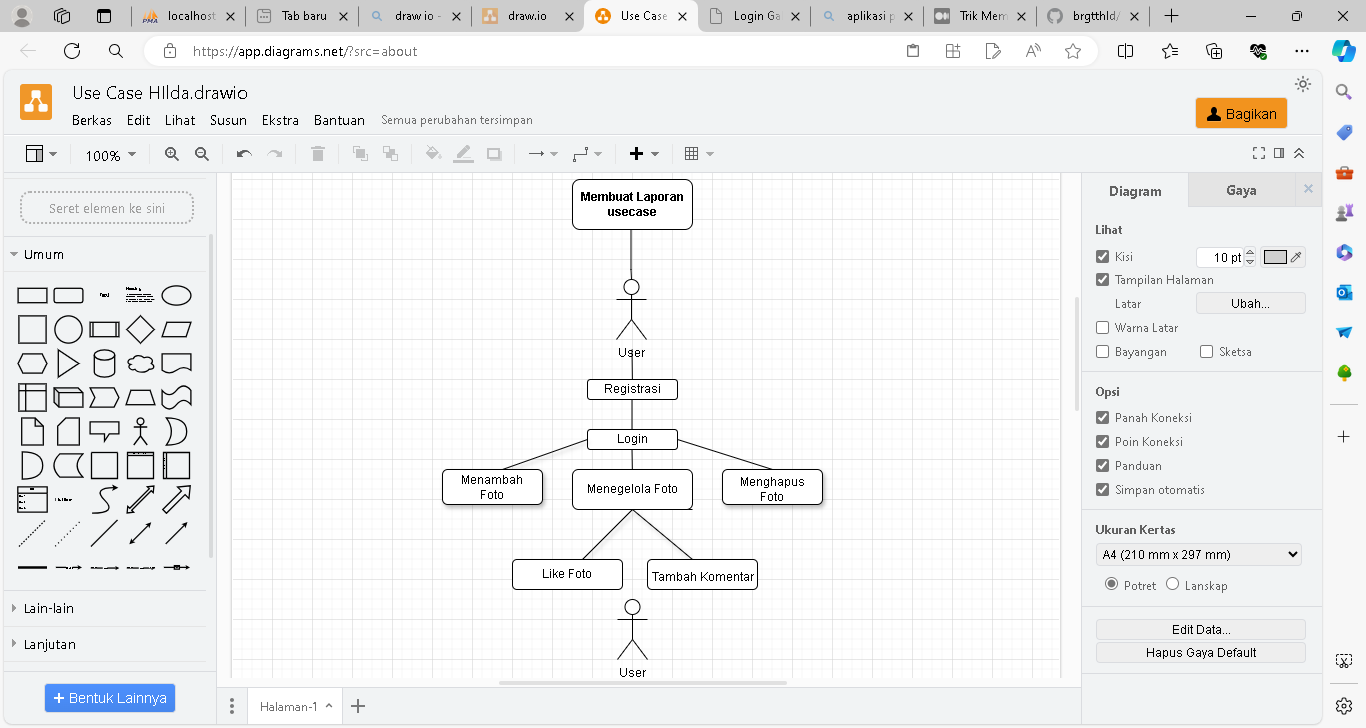 localhost
Tab baru
draw io -
draw.io
Use Case
Login Ga
aplikasi p
Trik Mem
brgtthld/
https://app.diagrams.net/?src=about
Use Case HIlda.drawio
Berkas Edit Lihat Susun Ekstra Bantuan Semua perubahan tersimpan
Bagikan
100%
Seret elemen ke sini
Umum
Text
Heading
Lain-lain
Lanjutan
+ Bentuk Lainnya
Membuat Laporan
usecase
User
Registrasi
Login
Menambah
Foto
Menegelola Foto
Menghapus
Foto
Like Foto
Tambah Komentar
User
Halaman-1
Diagram
Gaya
Lihat
Kisi
10 pt
Tampilan Halaman
Latar
Ubah...
Warna Latar
Bayangan
Sketsa
Opsi
Panah Koneksi
Poin Koneksi
Panduan
Simpan otomatis
Ukuran Kertas
A4 (210 mm x 297 mm)
Potret
Lanskap
Edit Data...
Hapus Gaya Default